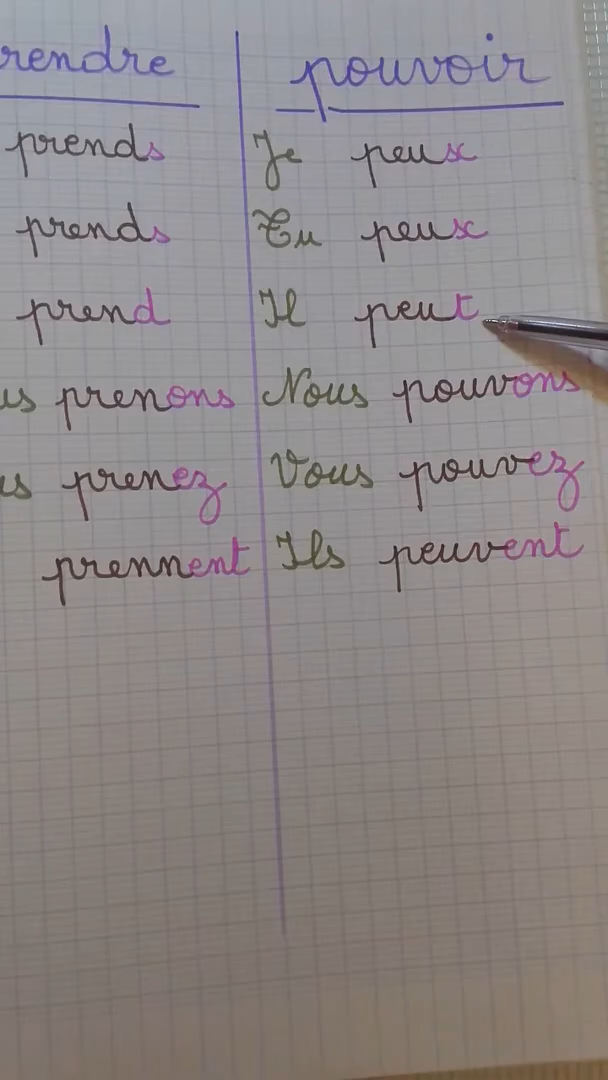 rendre pouvoir
prends Je peux
prends Tu peux
prend Il peut
us prenons Nous pouvons
us prenez Vous pouvez
prennent Ils peuvent